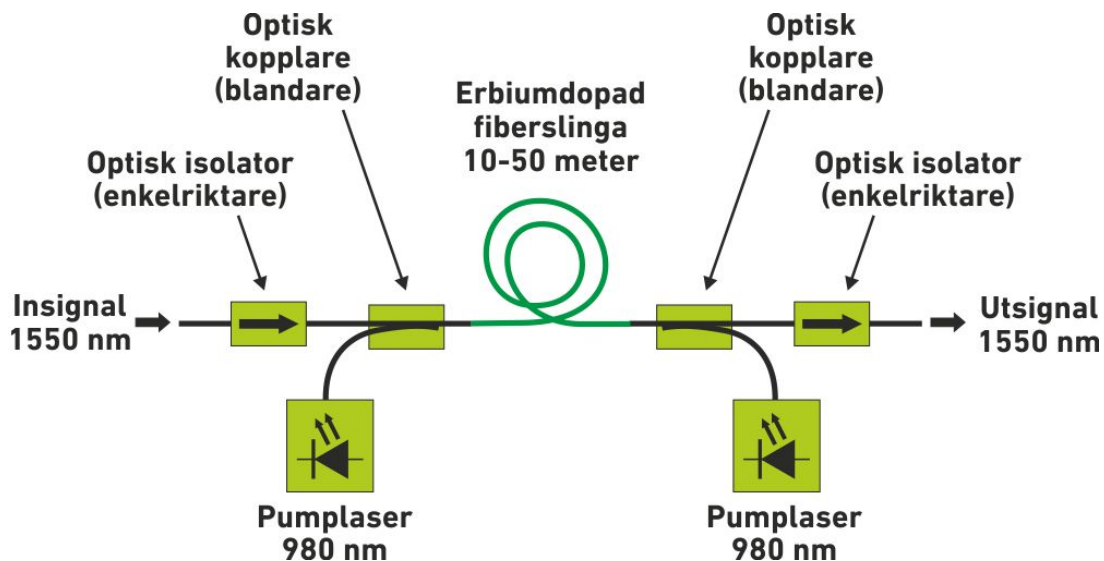 Optisk
kopplare
(blandare)
Optisk
kopplare
(blandare)
Erbiumdopad
fiberslinga
10-50 meter
Optisk isolator
(enkelriktare)
Optisk isolator
(enkelriktare)
Insignal
1550 nm
Utsignal
1550 nm
Pumplaser
980 nm
Pumplaser
980 nm